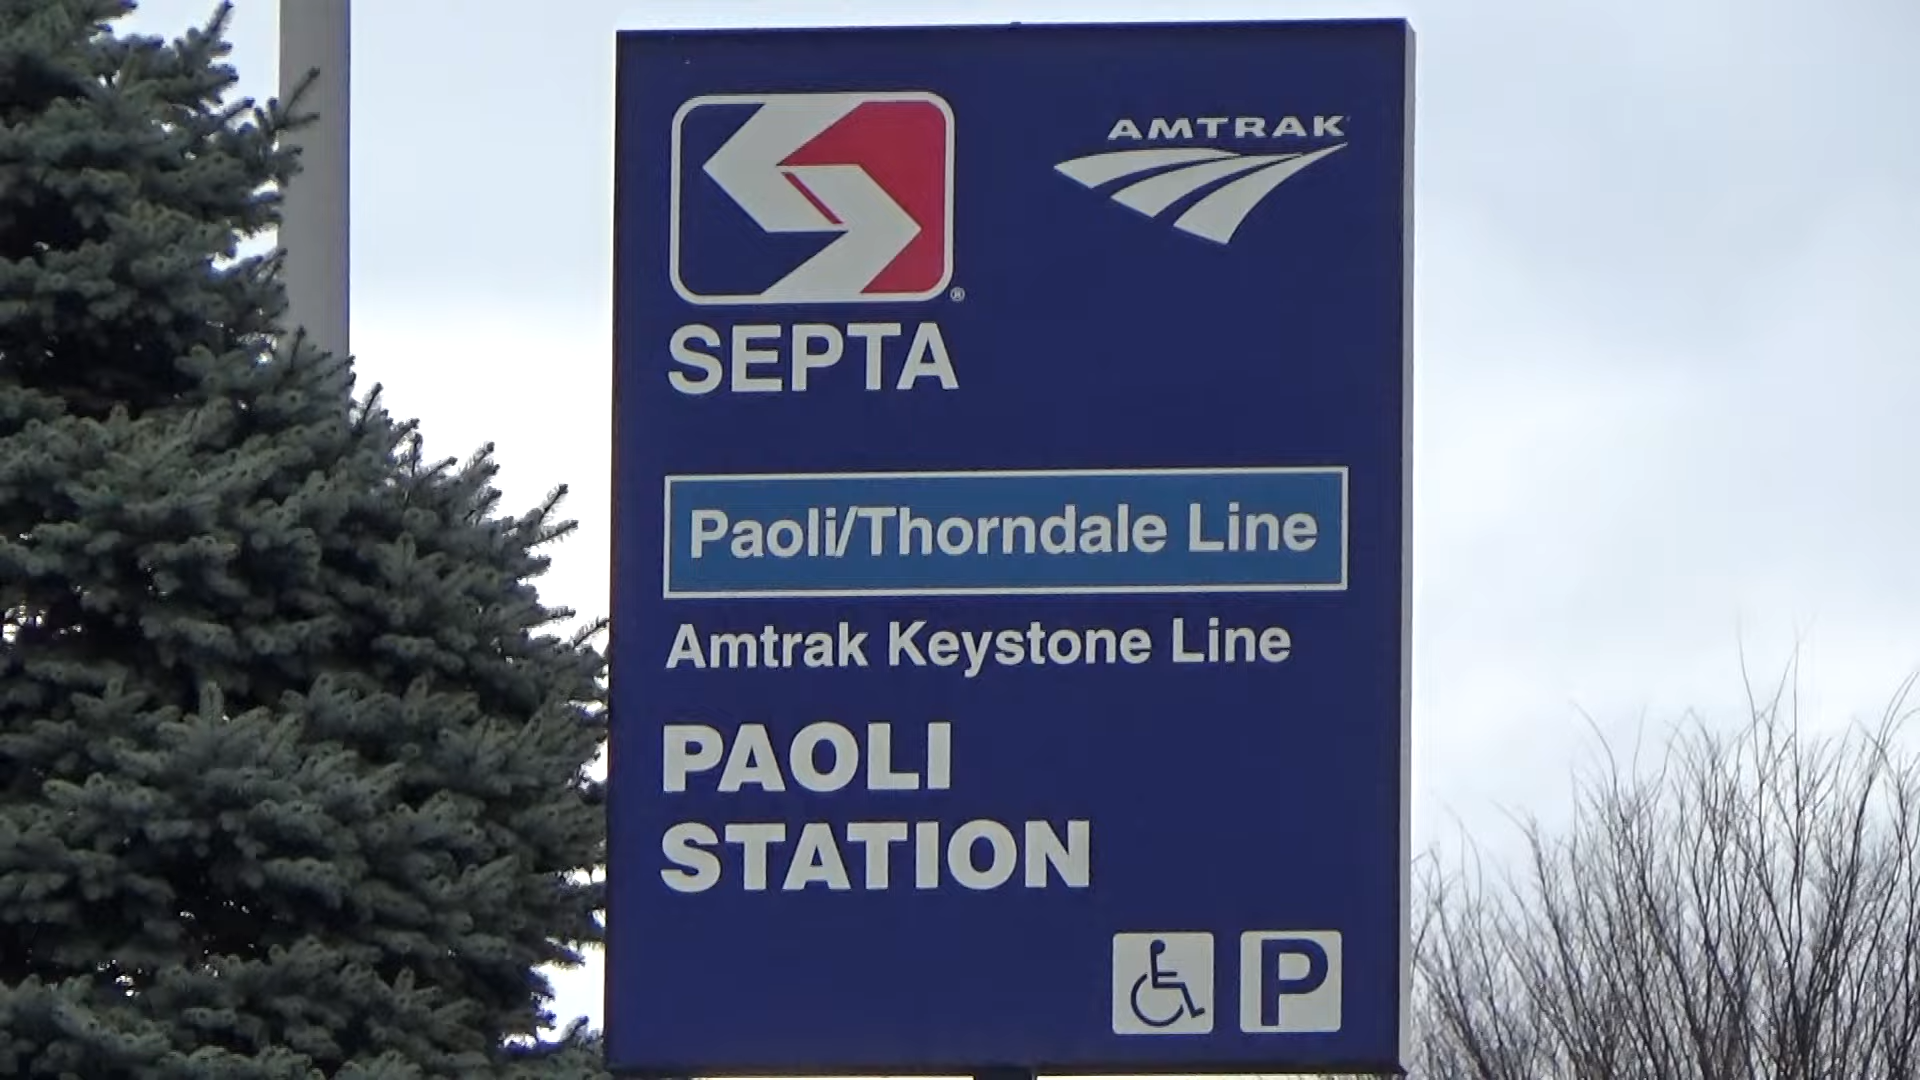 AMTRAK
SEPTA
Paoli/Thorndale Line
Amtrak Keystone Line
PAOLI
STATION
P